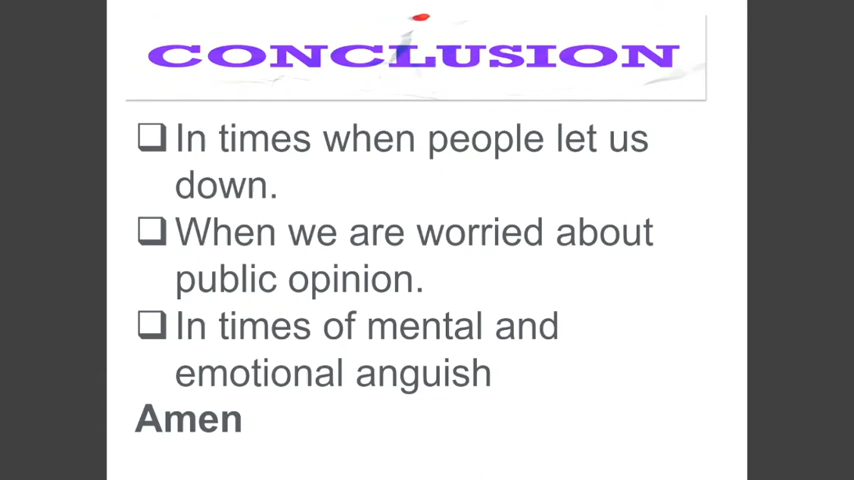 CONCLUSION
❑ In times when people let us
down.
❑ When we are worried about
public opinion.
❑ In times of mental and
emotional anguish
Amen